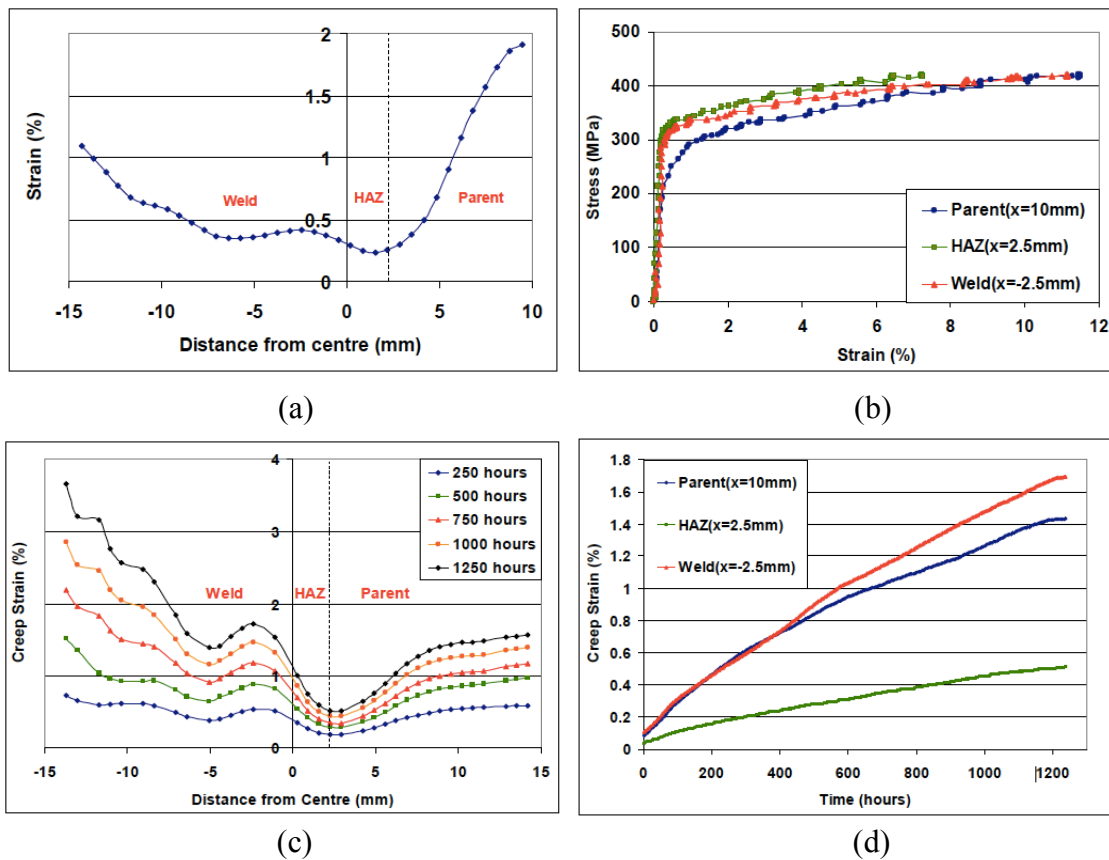 2
1.5
1
0.5
0
Strain (%)
Weld
HAZ
Parent
-15
-10
-5
0
5
10
Distance from centre (mm)
(a)
500
400
300
200
100
0
Stress (MPa)
Parent(x=10mm)
HAZ(x=2.5mm)
Weld(x=-2.5mm)
0
2
4
6
8
10
12
Strain (%)
(b)
4
3
2
1
0
Creep Strain (%)
250 hours
500 hours
750 hours
1000 hours
1250 hours
Weld
HAZ
Parent
-15
-10
-5
0
5
10
15
Distance from Centre (mm)
(c)
1.8
1.6
1.4
1.2
1
0.8
0.6
0.4
0.2
0
Creep Strain (%)
Parent(x=10mm)
HAZ(x=2.5mm)
Weld(x=-2.5mm)
0
200
400
600
800
1000
1200
Time (hours)
(d)